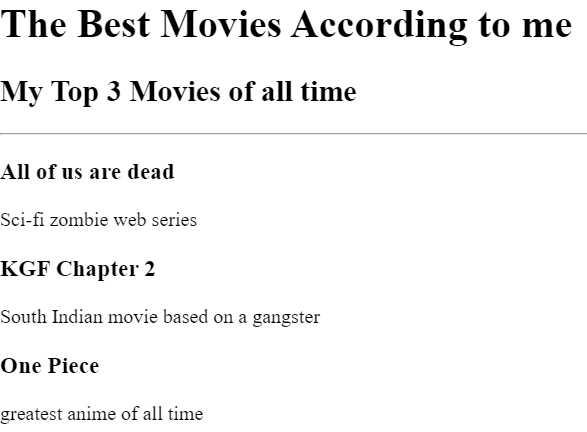 The Best Movies According to me
My Top 3 Movies of all time
All of us are dead
Sci-fi zombie web series
KGF Chapter 2
South Indian movie based on a gangster
One Piece
greatest anime of all time